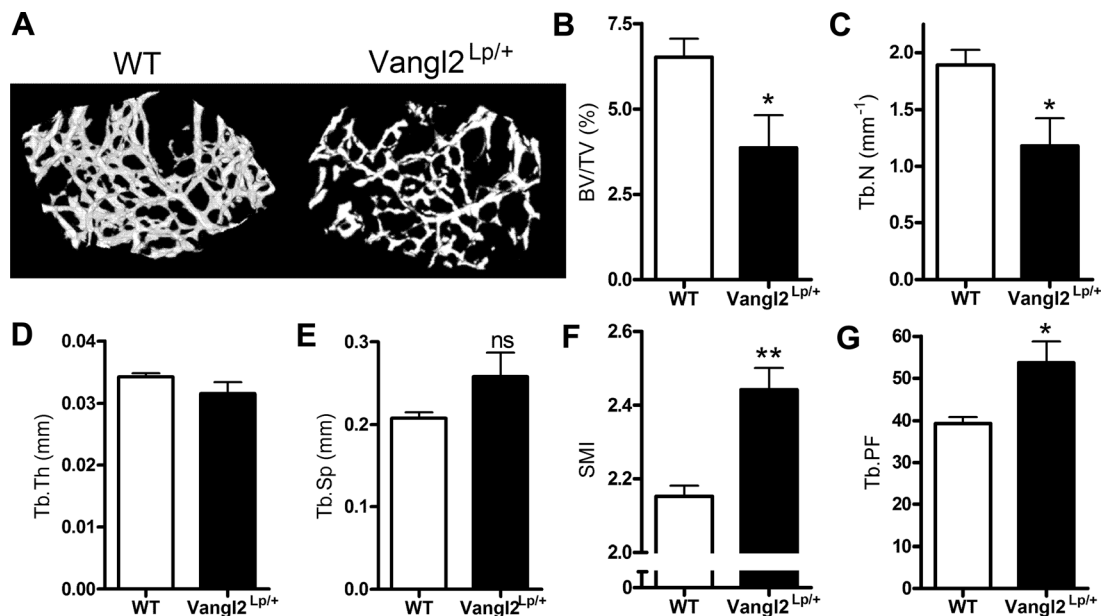 A
WT
Vangl2 Lp/+
B
BV/TV (%)
7.5
5.0
2.5
0.0
*
WT
Vangl2 Lp/+
C
Tb.N (mm-1)
2.0
1.5
1.0
0.5
0.0
*
WT
Vangl2 Lp/+
D
Tb.Th (mm)
0.04
0.03
0.02
0.01
0.00
WT
Vangl2 Lp/+
E
Tb.Sp (mm)
0.3
0.2
0.1
0.0
ns
WT
Vangl2 Lp/+
F
SMI
2.6
2.4
2.2
2.0
0
**
WT
Vangl2 Lp/+
G
Tb.PF
60
50
40
30
20
10
0
*
WT
Vangl2 Lp/+